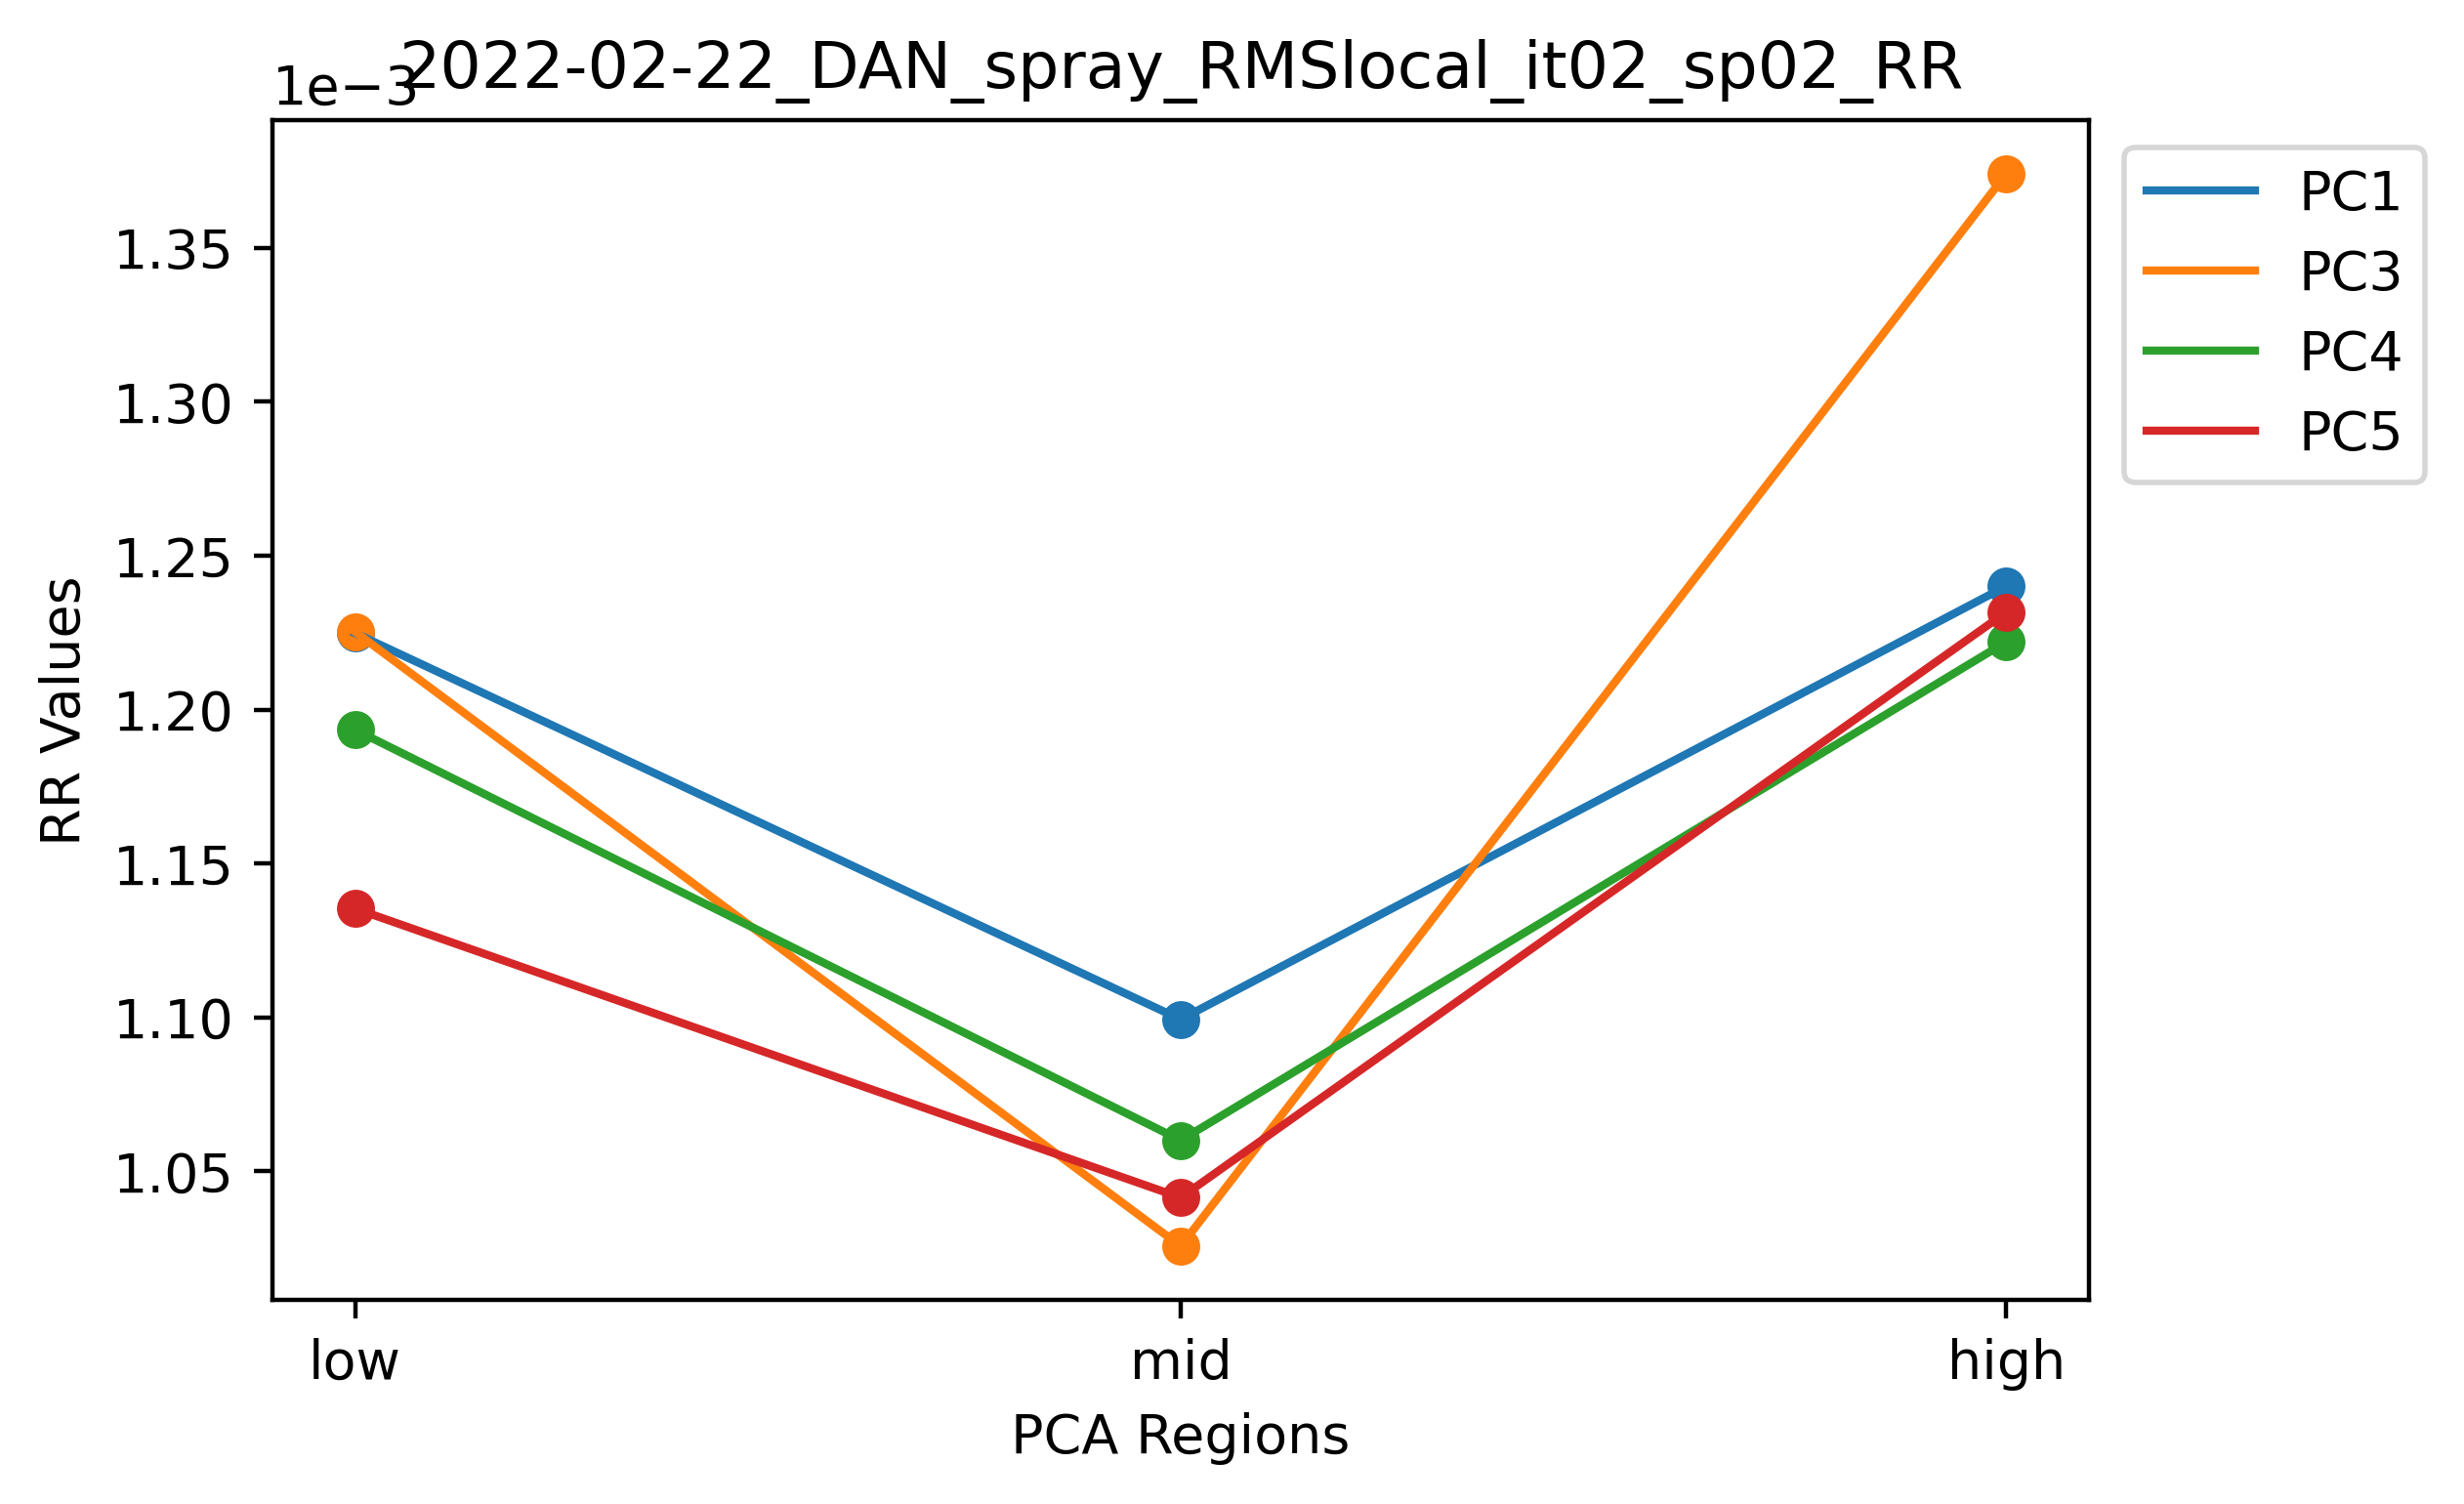 2022-02-22_DAN_spray_RMSlocal_it02_sp02_RR
1e−3
1.35
1.30
1.25
1.20
1.15
1.10
1.05
RR Values
low
mid
high
PCA Regions
PC1
PC3
PC4
PC5